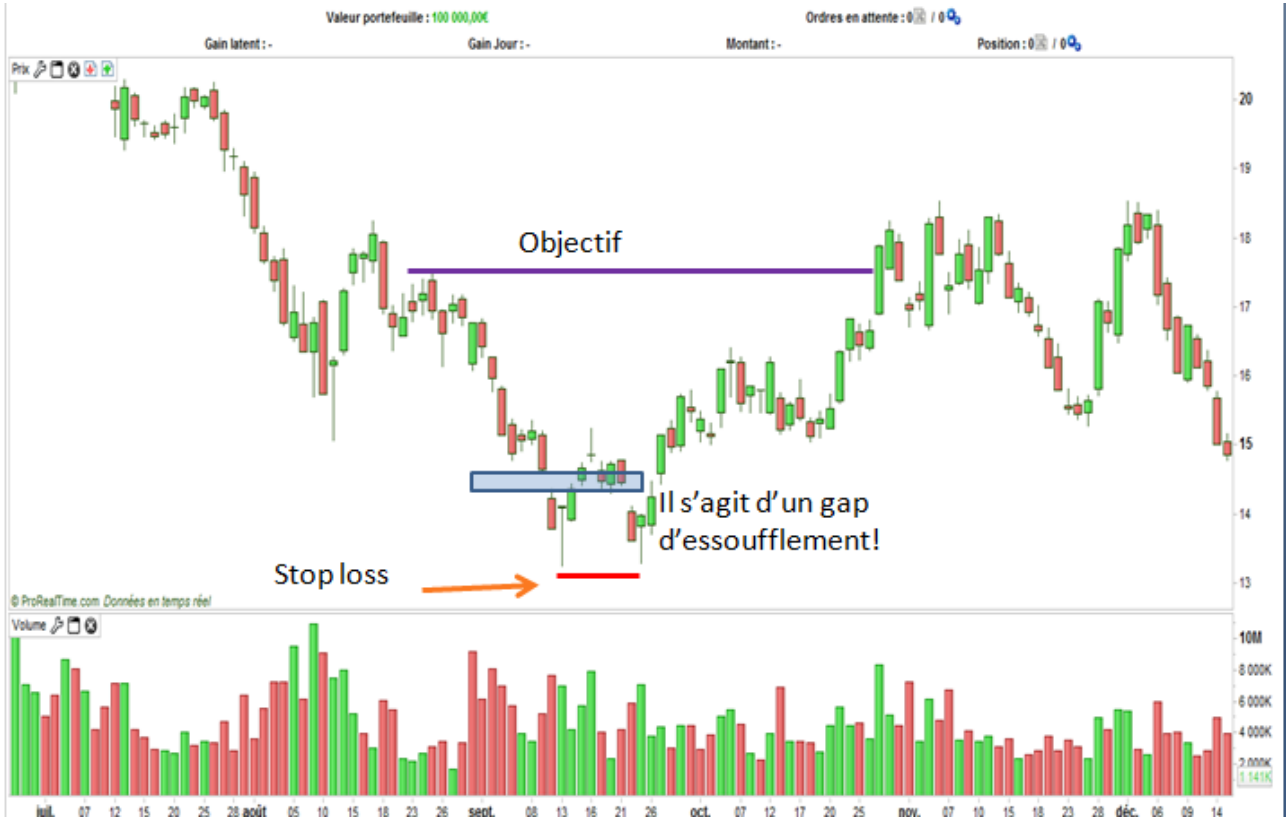 Valeur portefeuille : 100 000,00€ Ordres en attente : 0 / 0
Gain latent : - Gain Jour : - Montant : - Position : 0 / 0
Prix
20
19
Objectif
18
17
16
15
Il s’agit d’un gap
d’essoufflement!
14
Stop loss
13
© ProRealTime.com Données en temps réel
Volume
10M
8 000K
6 000K
4 000K
2 000K
1 141K
juil. 07 12 15 20 25 28 août 05 10 15 18 23 26 sept. 08 13 16 21 26 oct. 07 12 17 20 25 nov. 07 10 15 18 23 28 déc. 06 09 14